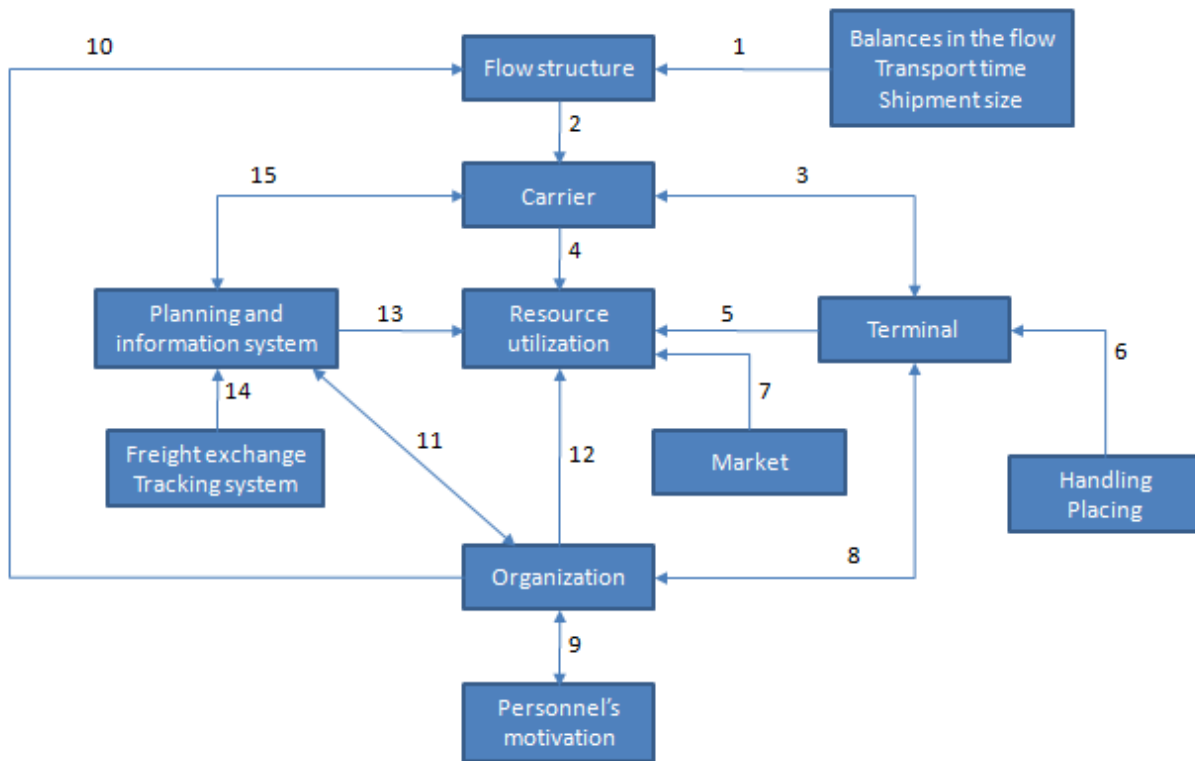 10
1
Balances in the flow
Transport time
Shipment size
Flow structure
2
15
3
Carrier
4
Planning and
information system
13
Resource
utilization
5
Terminal
6
14
7
Freight exchange
Tracking system
11
12
Market
Handling
Placing
8
Organization
9
Personnel's
motivation